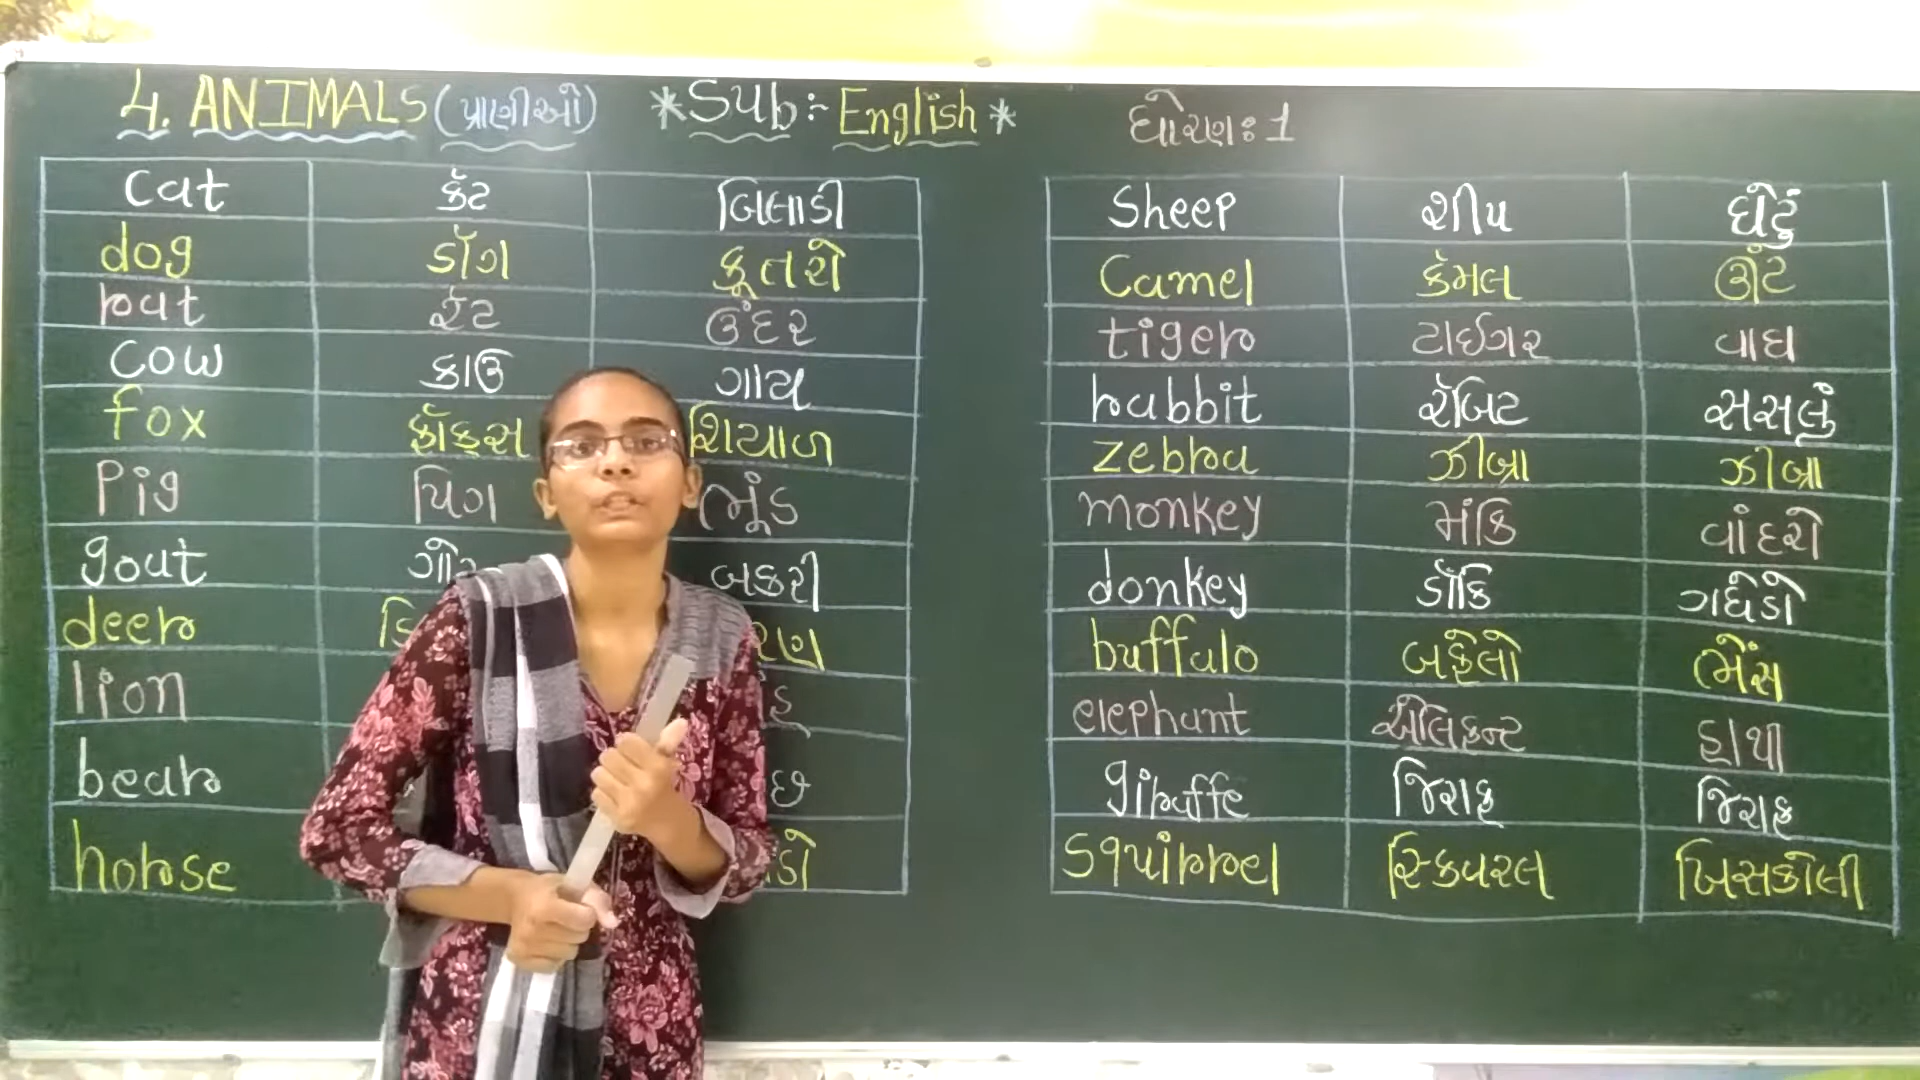 4. ANIMALS (પ્રાણીઓ) *Sub:- English* ધોરણ: 1
cat કૅટ બિલાડી
dog ડૉગ કૂતરો
rat રૅટ ઉંદર
cow કાઉ ગાય
fox ફૉક્સ શિયાળ
Pig પિગ ભૂંડ
goat બકરી
deer
lion
bear
horse
Sheep શીપ ઘેટું
Camel કૅમલ ઊંટ
tiger ટાઈગર વાઘ
rabbit રૅબિટ સસલું
zebra ઝીબ્રા ઝીબ્રા
monkey મંકિ વાંદરો
donkey ડૉંકિ ગધેડો
buffalo બફેલો ભેંસ
elephant એલિફન્ટ હાથી
giraffe જિરાફ જિરાફ
Squirrel સ્કિવરલ ખિસકોલી